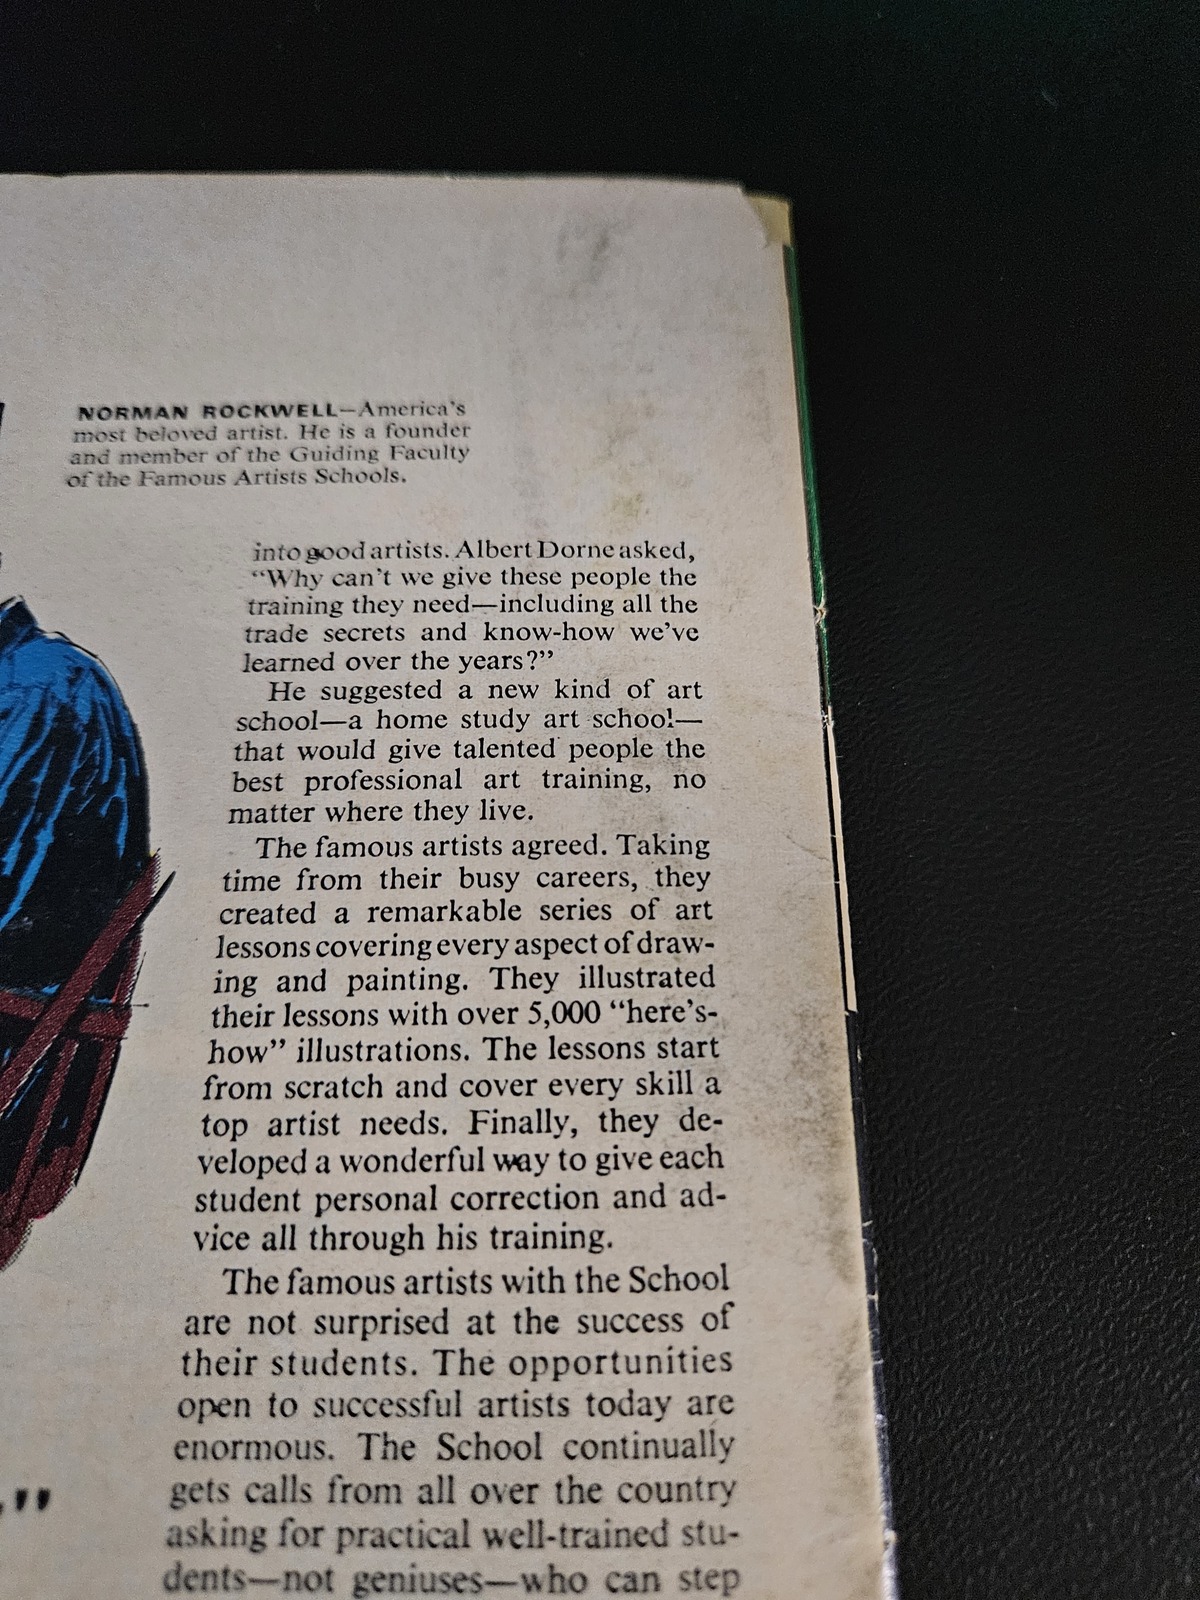 NORMAN ROCKWELL—America's
most beloved artist. He is a founder
and member of the Guiding Faculty
of the Famous Artists Schools.
into good artists. Albert Dorne asked,
“Why can't we give these people the
training they need—including all the
trade secrets and know-how we've
learned over the years?”
He suggested a new kind of art
school—a home study art school—
that would give talented people the
best professional art training, no
matter where they live.
The famous artists agreed. Taking
time from their busy careers, they
created a remarkable series of art
lessons covering every aspect of draw-
ing and painting. They illustrated
their lessons with over 5,000 “here's-
how” illustrations. The lessons start
from scratch and cover every skill a
top artist needs. Finally, they de-
veloped a wonderful way to give each
student personal correction and ad-
vice all through his training.
The famous artists with the School
are not surprised at the success of
their students. The opportunities
open to successful artists today are
enormous. The School continually
gets calls from all over the country
asking for practical well-trained stu-
dents—not geniuses—who can step
.”